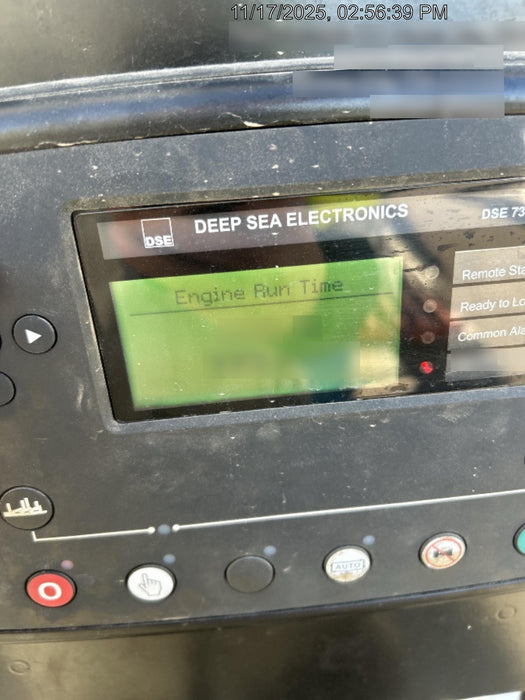 11/17/2025, 02:56:39 PM
DSE
DEEP SEA ELECTRONICS
DSE 73
Engine Run Time
Remote Sta
Ready to Lo
Common Ala
AUTO